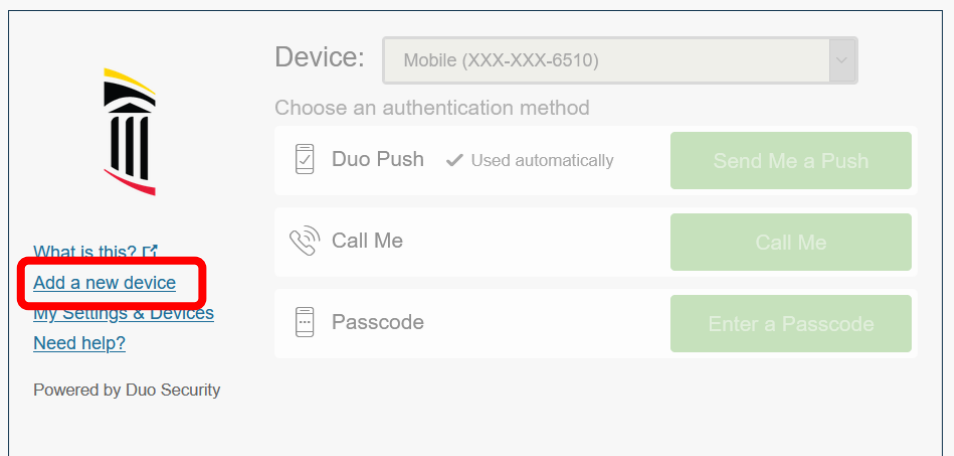 Device: Mobile (XXX-XXX-6510)
Choose an authentication method
Duo Push Used automatically Send Me a Push
Call Me Call Me
Passcode Enter a Passcode
What is this?
Add a new device
My Settings & Devices
Need help?
Powered by Duo Security